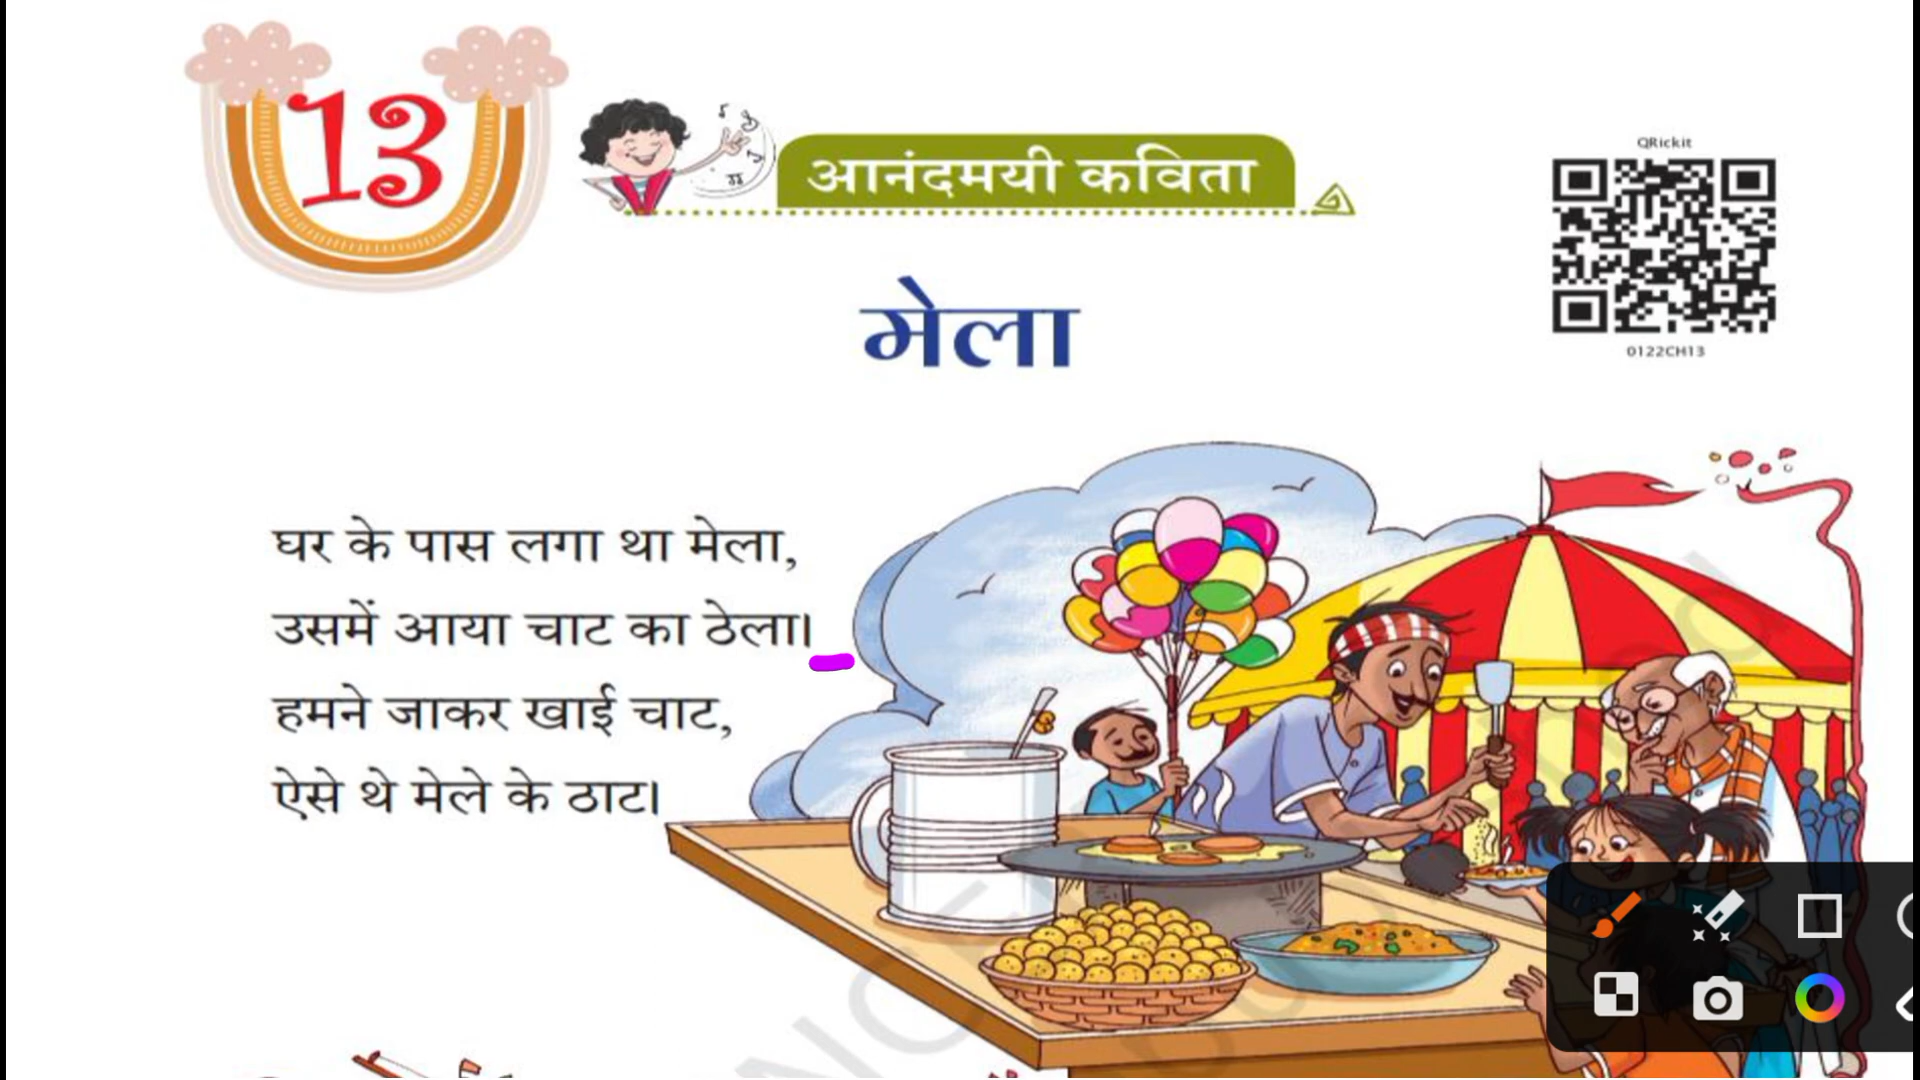 13
आनंदमयी कविता
QRickit
0122CH13
मेला
घर के पास लगा था मेला,
उसमें आया चाट का ठेला।
हमने जाकर खाई चाट,
ऐसे थे मेले के ठाट।